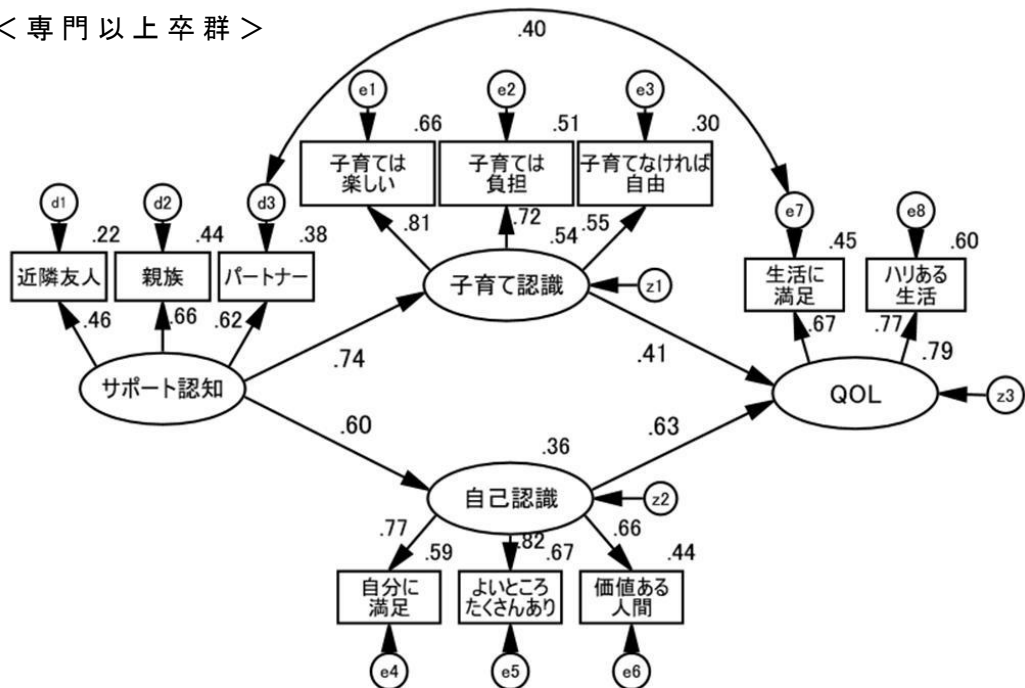 ＜専門以上卒群＞
.40
e1
e2
e3
.66
.51
.30
子育ては
楽しい
子育ては
負担
子育てなければ
自由
d1
d2
d3
e7
e8
.22
.44
.38
.81
.72
.54
.55
.45
.60
近隣友人
親族
パートナー
子育て認識
z1
生活に
満足
ハリある
生活
.46
.66
.62
.67
.77
.79
.74
.41
サポート認知
QOL
z3
.60
.63
.36
自己認識
z2
.77
.82
.66
.59
.67
.44
自分に
満足
よいところ
たくさんあり
価値ある
人間
e4
e5
e6